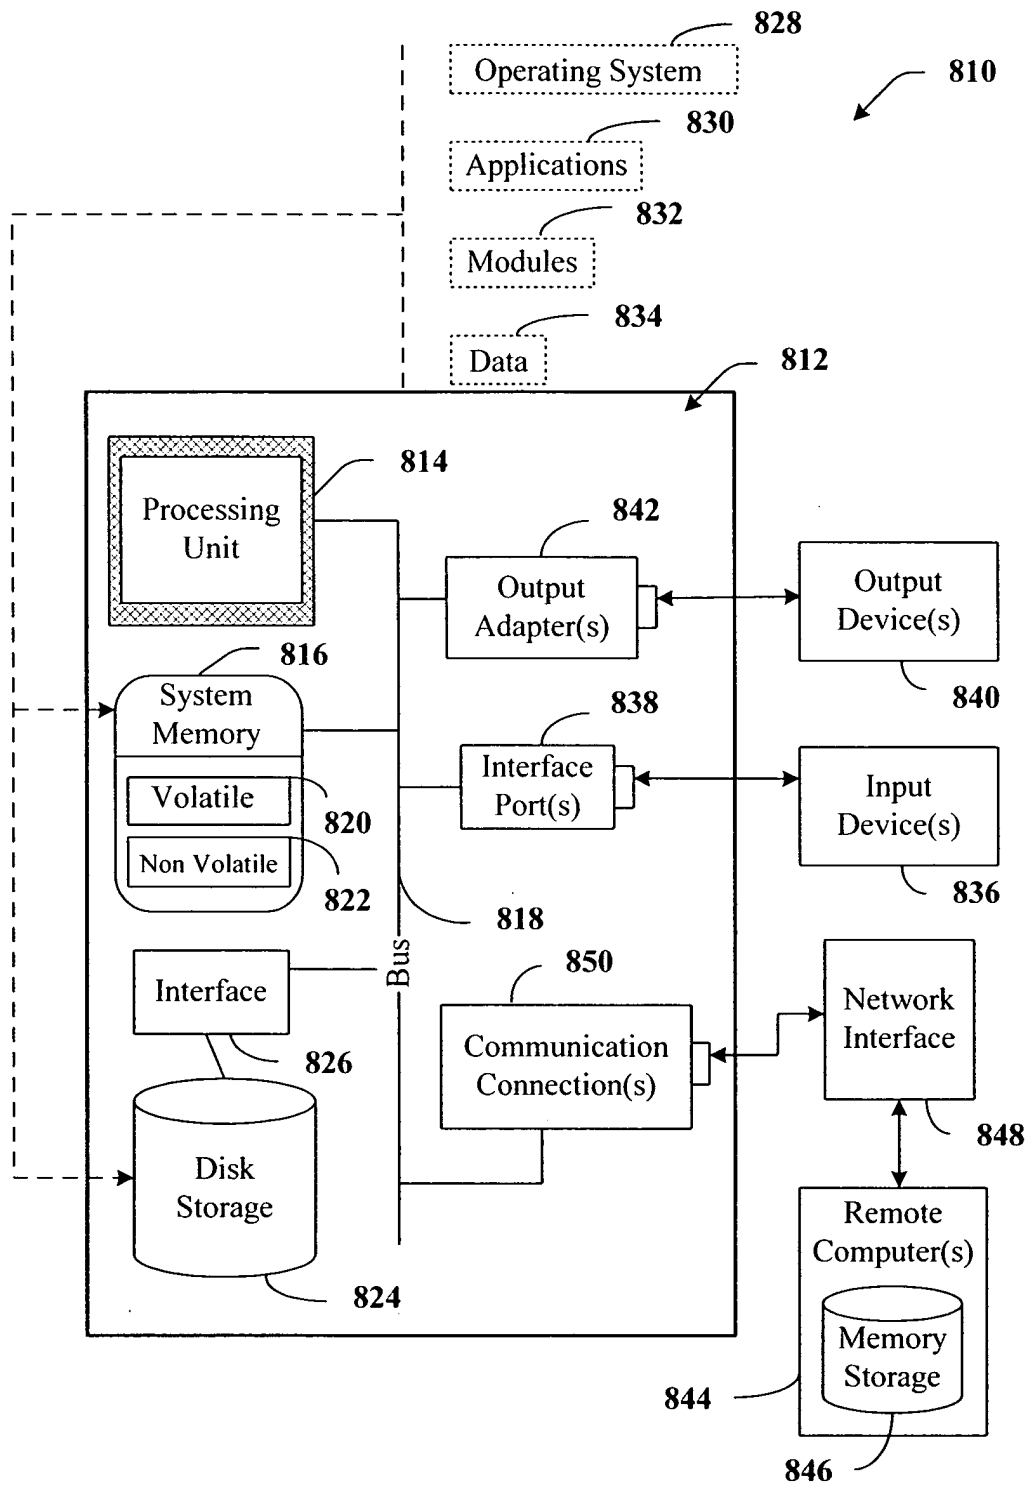 828
Operating System
810
830
Applications
832
Modules
834
Data
812
814
Processing
Unit
842
Output
Adapter(s)
Output
Device(s)
840
816
System
Memory
838
Interface
Port(s)
Input
Device(s)
836
Volatile
820
Non Volatile
822
818
Bus
850
Interface
826
Communication
Connection(s)
Network
Interface
848
Disk
Storage
824
Remote
Computer(s)
Memory
Storage
844
846